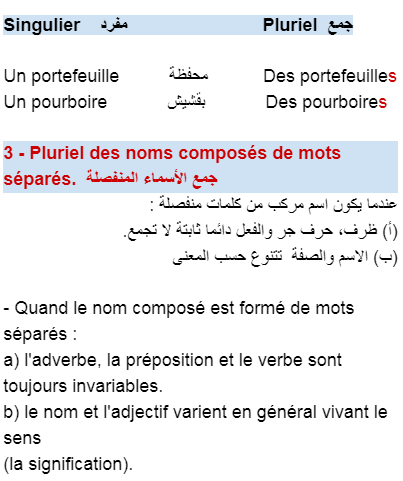 Singulier مفرد Pluriel جمع
Un portefeuille محفظة Des portefeuilles
Un pourboire بقشيش Des pourboires
3 - Pluriel des noms composés de mots
séparés. جمع الأسماء المنفصلة
عندما يكون اسم مركب من كلمات منفصلة :
(أ) ظرف، حرف جر والفعل دائما ثابتة لا تجمع.
(ب) الاسم والصفة تتنوع حسب المعنى
- Quand le nom composé est formé de mots
séparés :
a) l'adverbe, la préposition et le verbe sont
toujours invariables.
b) le nom et l'adjectif varient en général vivant le
sens
(la signification).